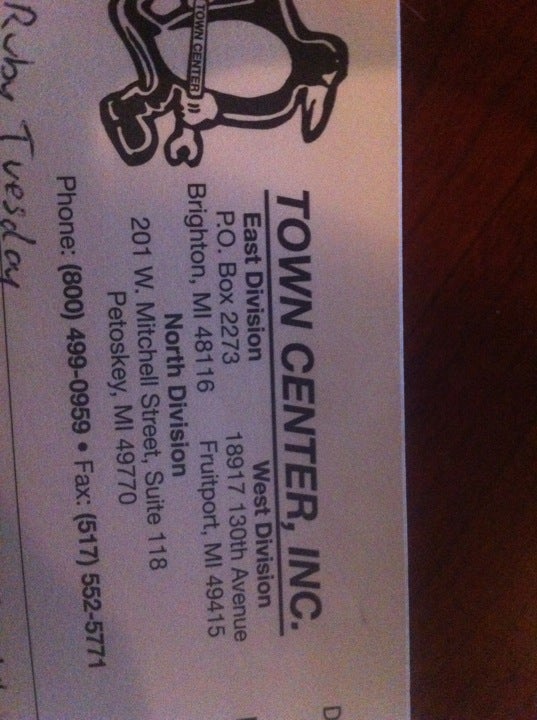 TOWN CENTER
TOWN CENTER, INC.
East Division
P.O. Box 2273
Brighton, MI 48116
West Division
18917 130th Avenue
Fruitport, MI 49415
North Division
201 W. Mitchell Street, Suite 118
Petoskey, MI 49770
Phone: (800) 499-0959 • Fax: (517) 552-5771
Ruby Tuesday
D